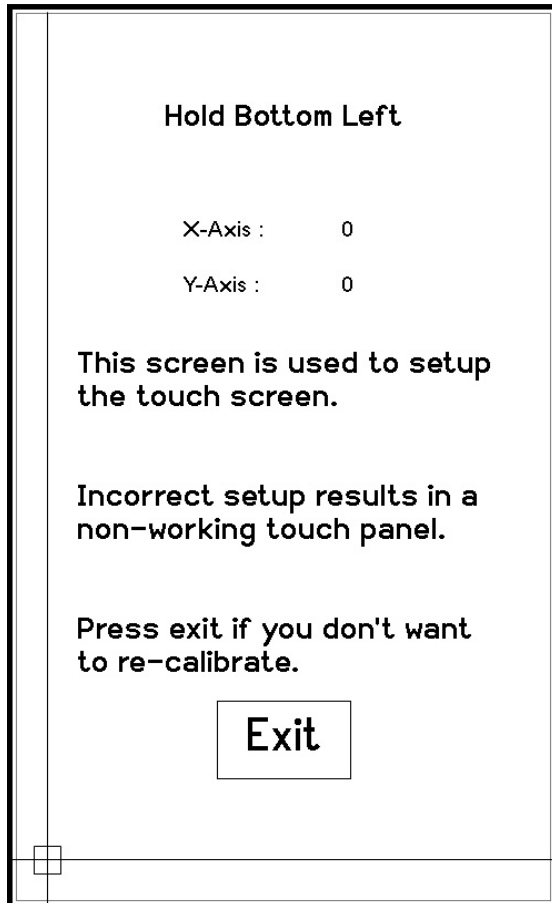 Hold Bottom Left
X-Axis : 0
Y-Axis : 0
This screen is used to setup
the touch screen.
Incorrect setup results in a
non-working touch panel.
Press exit if you don't want
to re-calibrate.
Exit